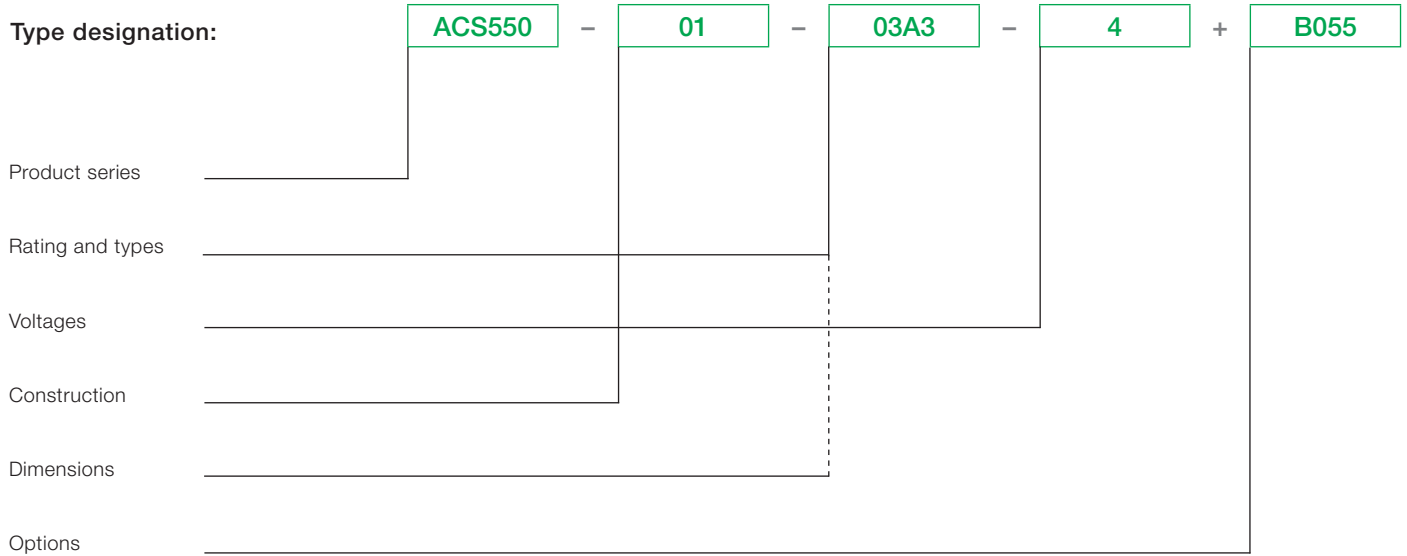 Type designation: ACS550 – 01 – 03A3 – 4 + B055
Product series
Rating and types
Voltages
Construction
Dimensions
Options